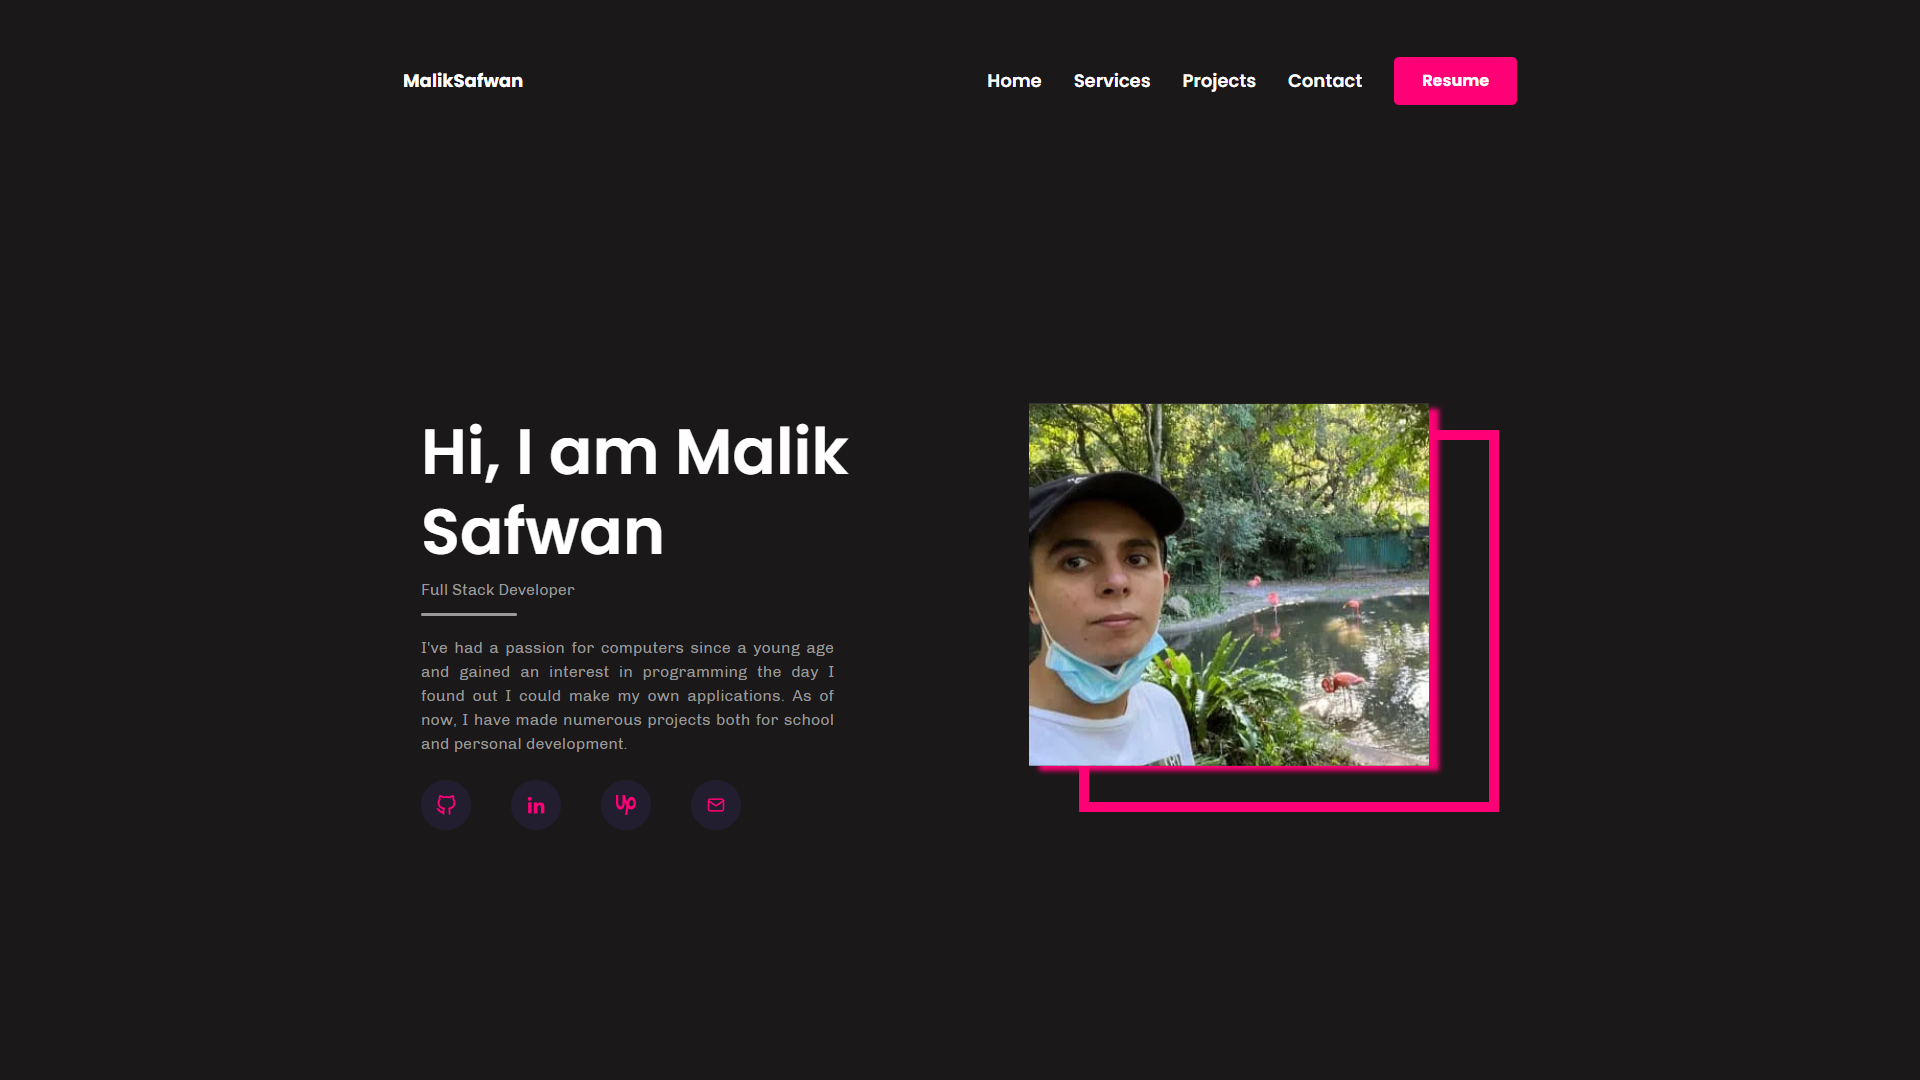 MalikSafwan
Home Services Projects Contact Resume
Hi, I am Malik
Safwan
Full Stack Developer
I've had a passion for computers since a young age
and gained an interest in programming the day I
found out I could make my own applications. As of
now, I have made numerous projects both for school
and personal development.